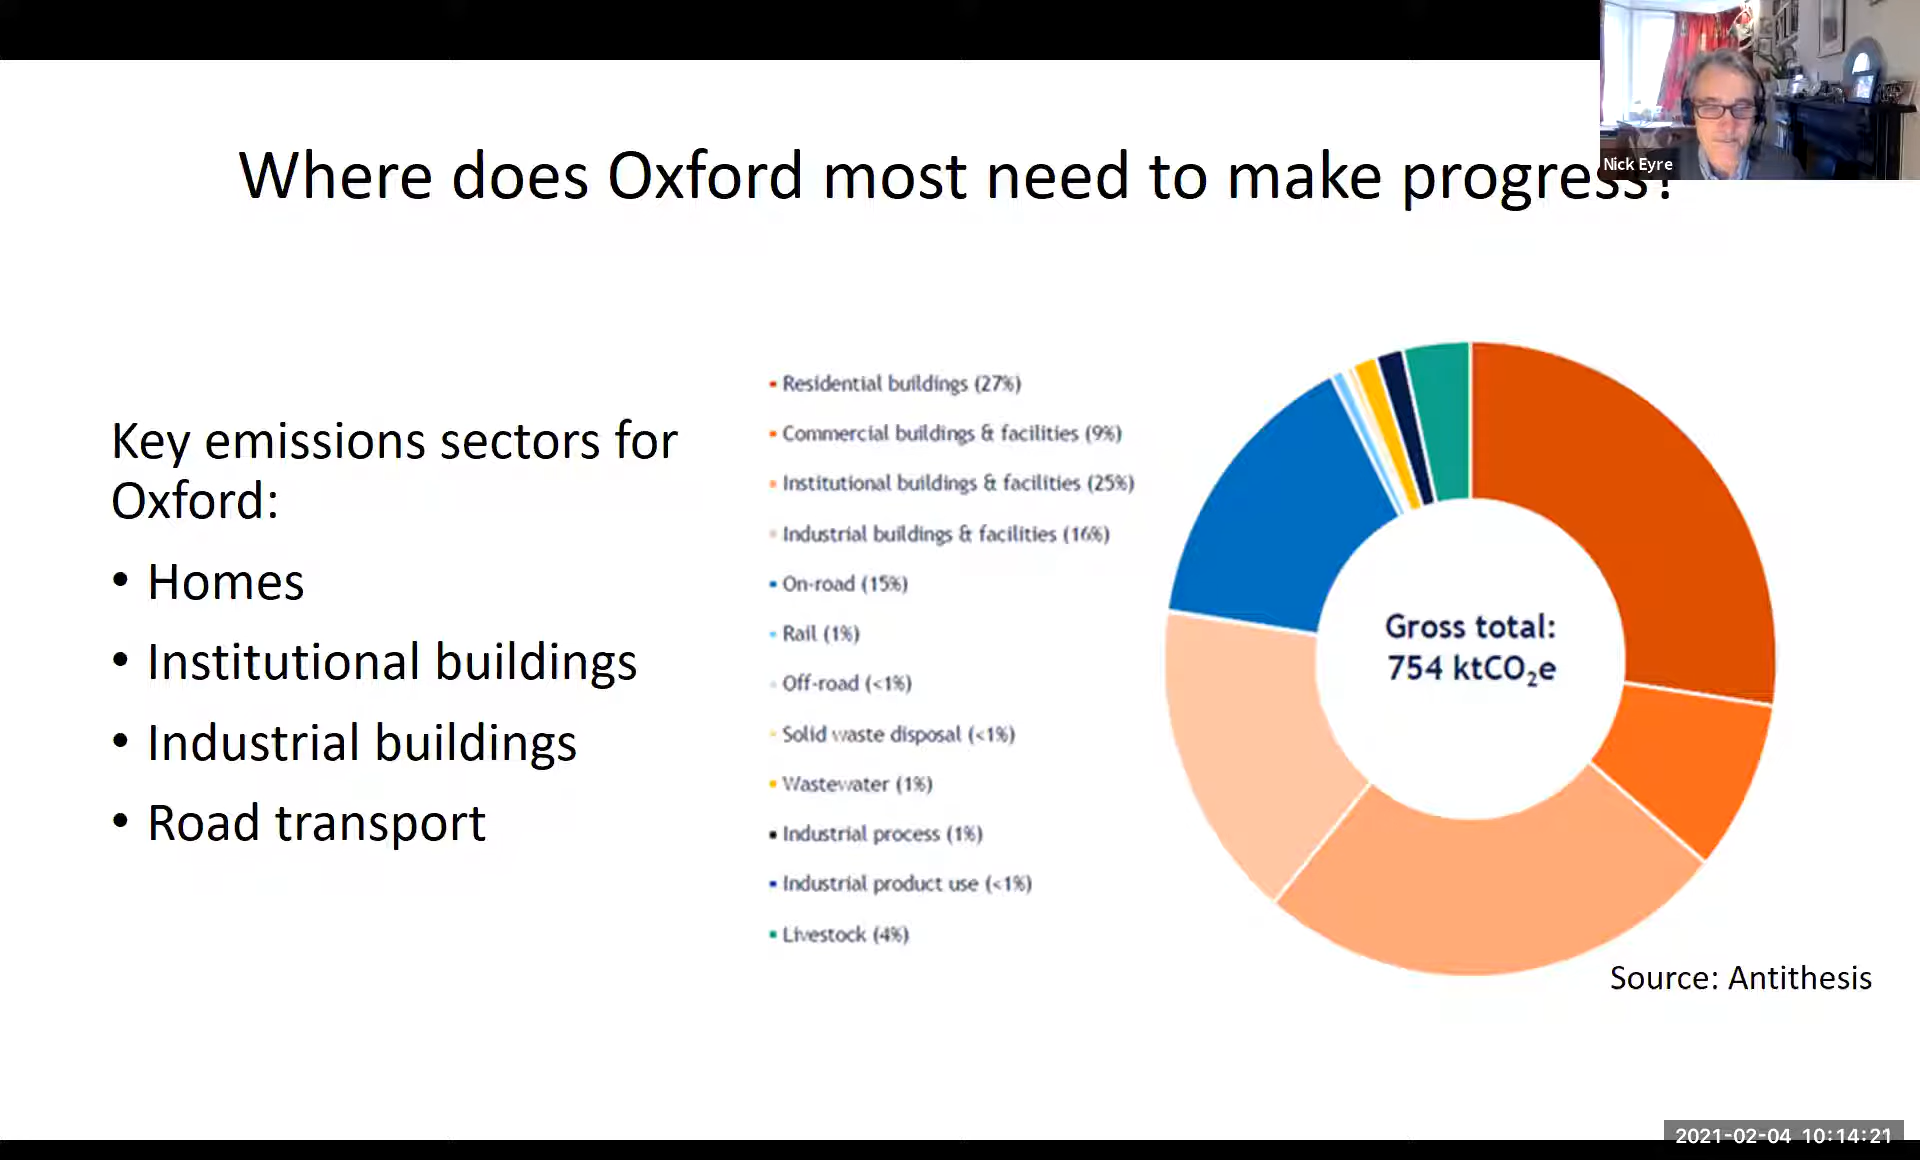 Nick Eyre
Where does Oxford most need to make progress?
Key emissions sectors for
Oxford:
• Homes
• Institutional buildings
• Industrial buildings
• Road transport
Residential buildings (27%)
Commercial buildings & facilities (9%)
Institutional buildings & facilities (25%)
Industrial buildings & facilities (16%)
On-road (15%)
Rail (1%)
Off-road (<1%)
Solid waste disposal (<1%)
Wastewater (1%)
Industrial process (1%)
Industrial product use (<1%)
Livestock (4%)
Gross total:
754 ktCO₂e
Source: Antithesis
2021-02-04 10:14:21